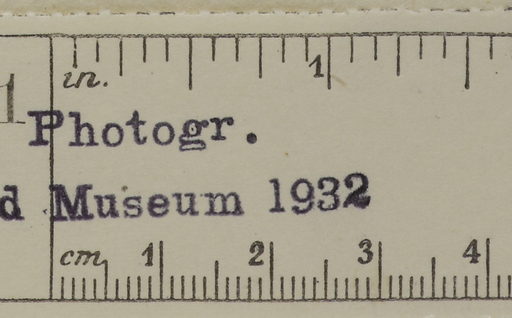 in. 1
1
Photogr.
d Museum 1932
cm 1 2 3 4